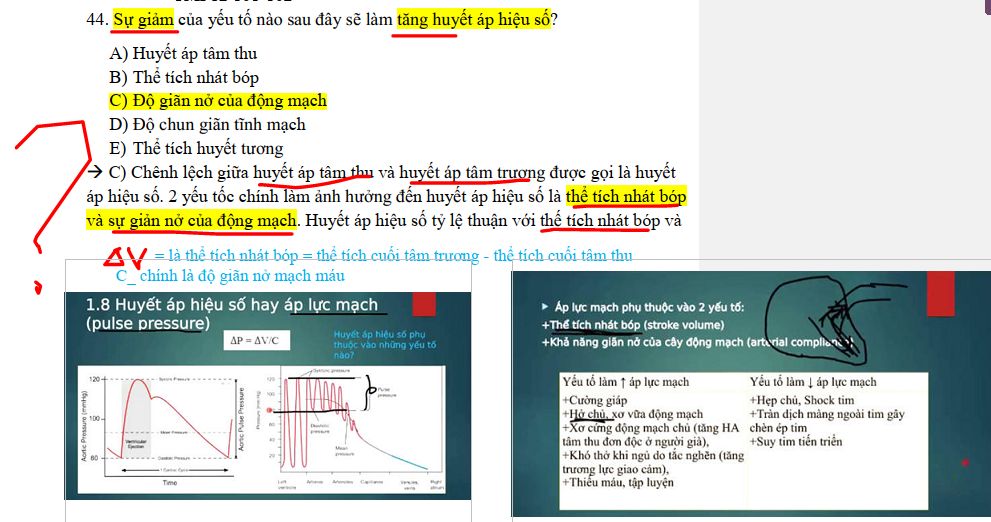 44. Sự giảm của yếu tố nào sau đây sẽ làm tăng huyết áp hiệu số?
A) Huyết áp tâm thu
B) Thể tích nhát bóp
C) Độ giãn nở của động mạch
D) Độ chun giãn tĩnh mạch
E) Thể tích huyết tương
→ C) Chênh lệch giữa huyết áp tâm thu và huyết áp tâm trương được gọi là huyết
áp hiệu số. 2 yếu tốc chính làm ảnh hưởng đến huyết áp hiệu số là thể tích nhát bóp
và sự giản nở của động mạch. Huyết áp hiệu số tỷ lệ thuận với thế tích nhát bóp và
ΔV = là thể tích nhát bóp = thể tích cuối tâm trương - thể tích cuối tâm thu
C_ chính là độ giãn nở mạch máu
1.8 Huyết áp hiệu số hay áp lực mạch
(pulse pressure)
ΔP = ΔV/C
Huyết áp hiệu số phụ
thuộc vào những yếu tố
nào?
Aortic Pressure (mmHg)
120
100
80
Systolic Pressure
Mean Pressure
Diastolic Pressure
Ventricular
Ejection
Cardiac Cycle
Time
Aortic Pulse Pressure
Pressure (mmHg)
120
100
80
60
40
20
Systolic pressure
Pulse
pressure
Diastolic
pressure
Mean
pressure
Left
ventricle
Arteries
Arterioles
Capillaries
Venules,
veins
Right
atrium
▶ Áp lực mạch phụ thuộc vào 2 yếu tố:
+Thể tích nhát bóp (stroke volume)
+Khả năng giãn nở của cây động mạch (arterial compliance)
Yếu tố làm ↑ áp lực mạch
+Cường giáp
+Hở chủ, xơ vữa động mạch
+Xơ cứng động mạch chủ (tăng HA
tâm thu đơn độc ở người già),
+Khó thở khi ngủ do tắc nghẽn (tăng
trương lực giao cảm),
+Thiếu máu, tập luyện
Yếu tố làm ↓ áp lực mạch
+Hẹp chủ, Shock tim
+Tràn dịch màng ngoài tim gây
chèn ép tim
+Suy tim tiến triển